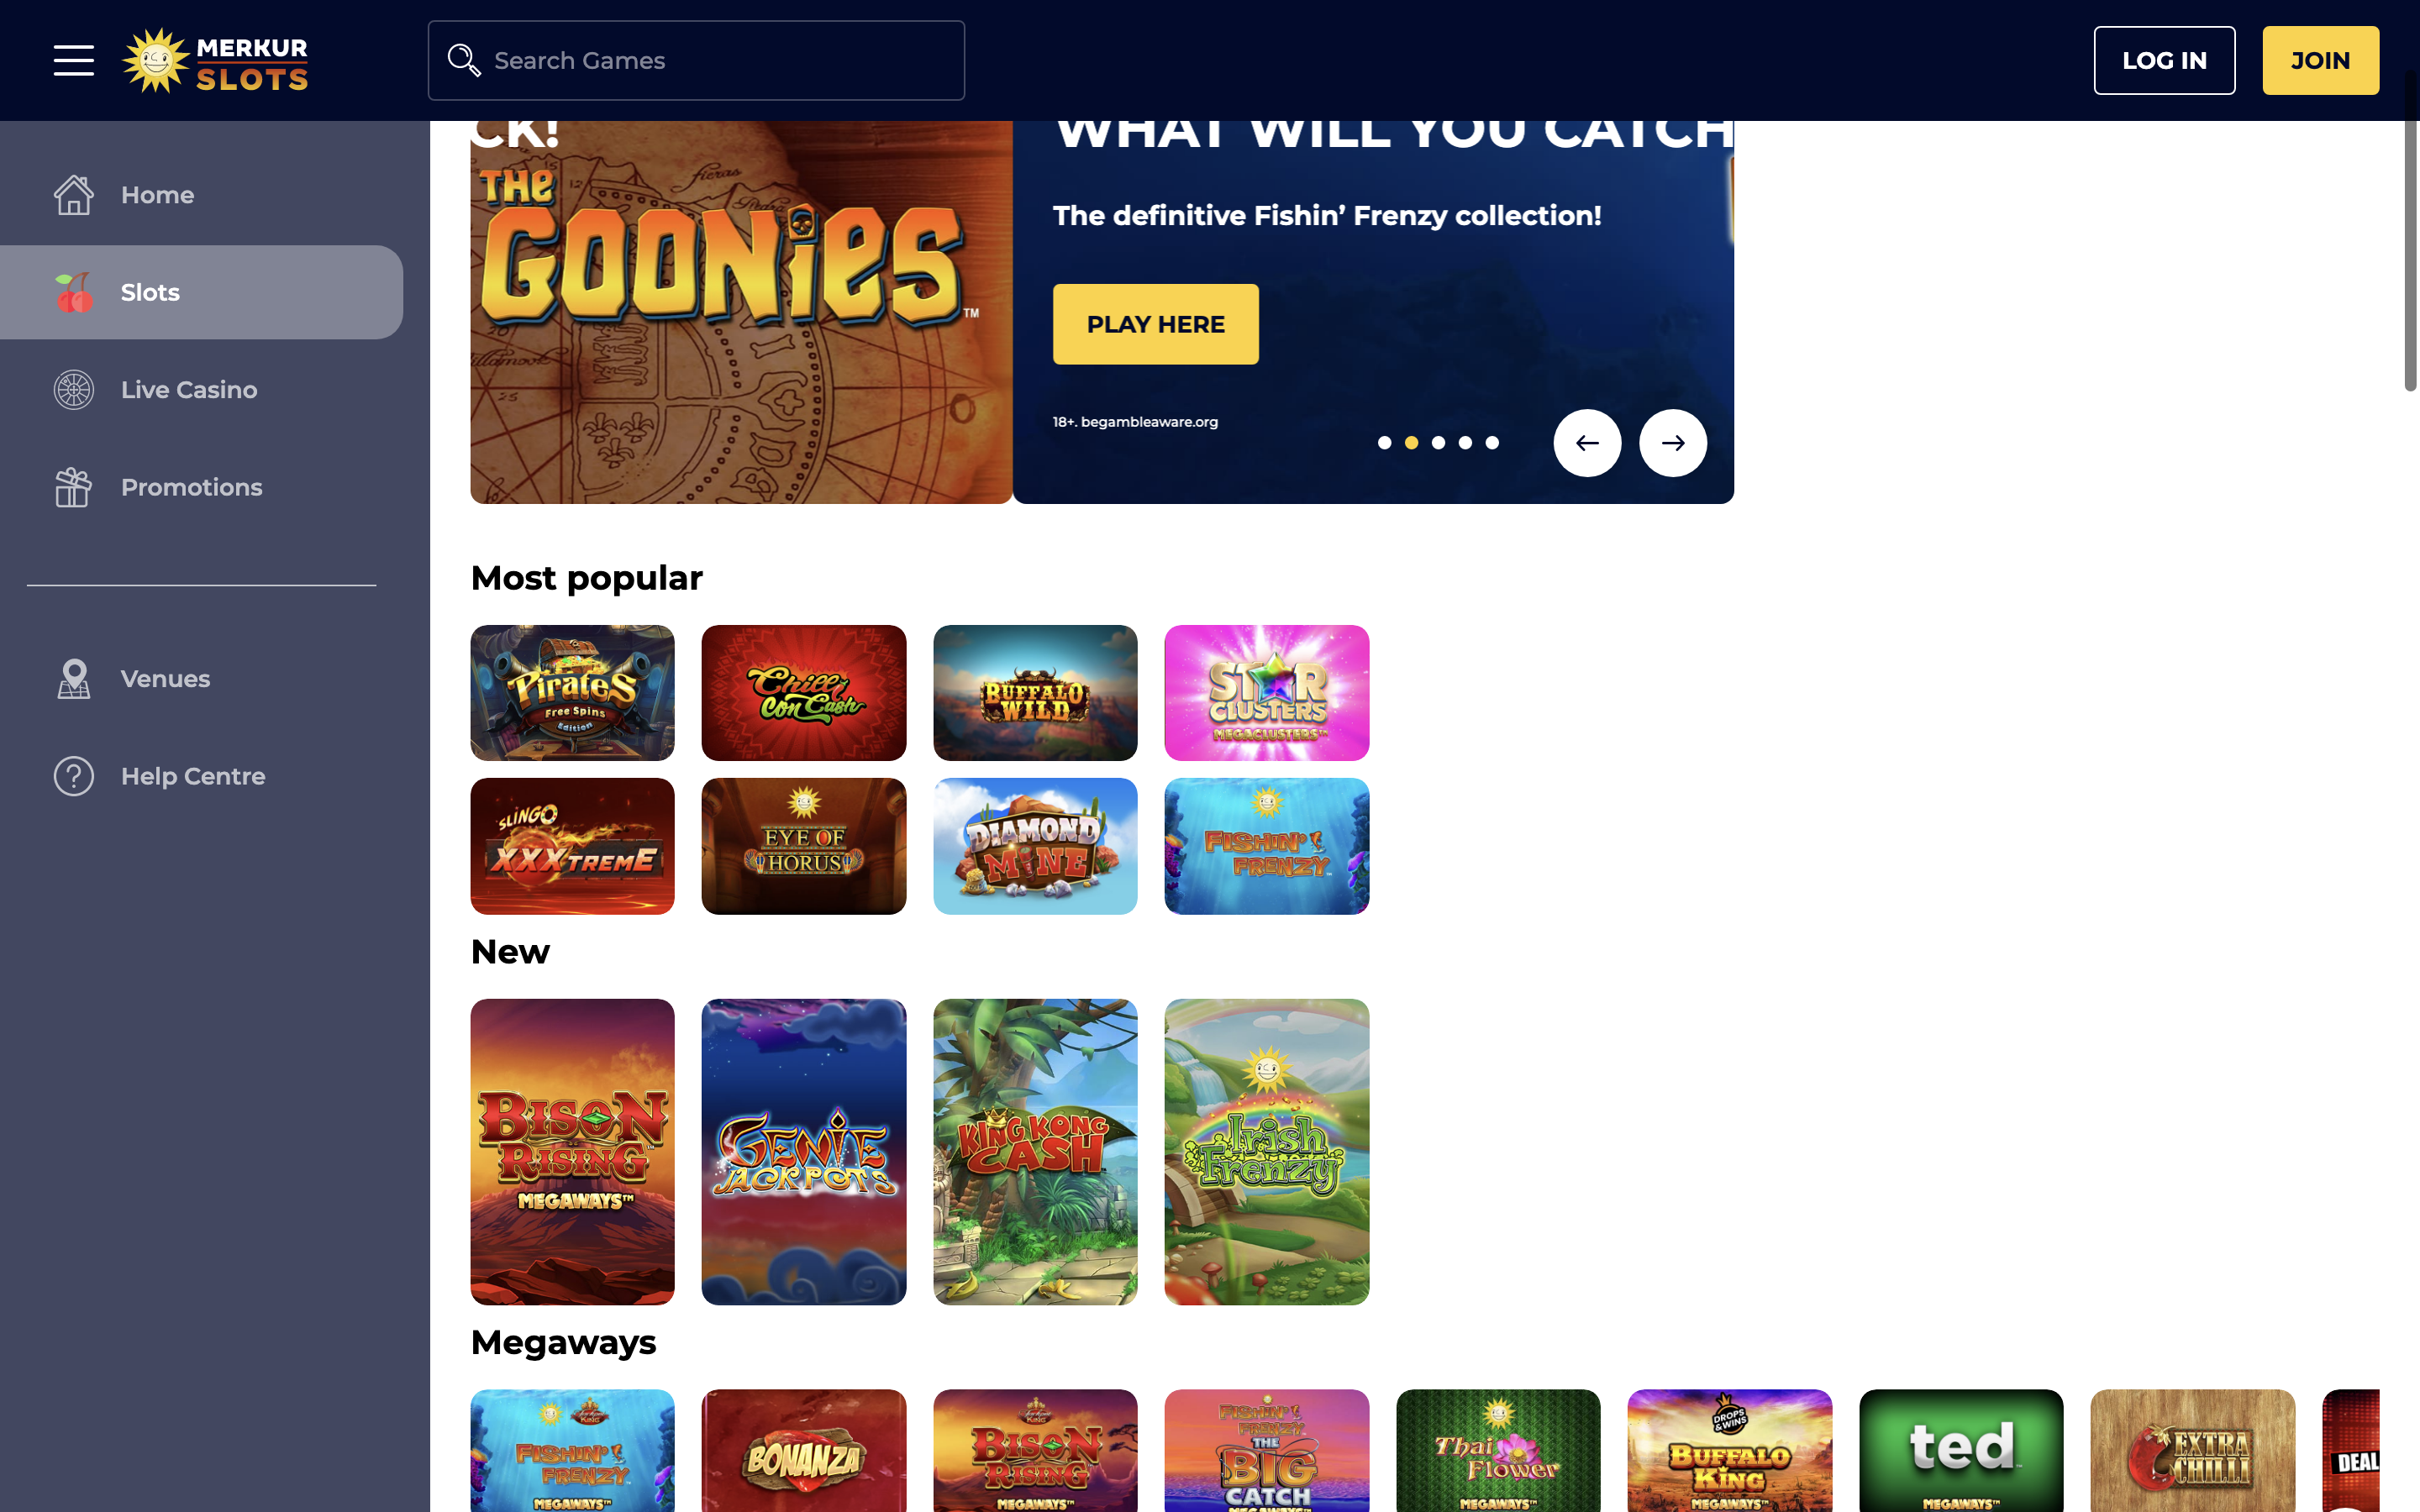 MERKUR
SLOTS
Search Games
LOG IN
JOIN
Home
Slots
Live Casino
Promotions
Venues
Help Centre
CK!
THE
GOONIES
TM
WHAT WILL YOU CATCH
The definitive Fishin’ Frenzy collection!
PLAY HERE
18+. begambleaware.org
Most popular
Pirates
Free Spins
Edition
Chilli
Con Cash
BUFFALO
WILD
STAR
CLUSTERS
MEGACLUSTERS™
SLINGO
XXXTREME
EYE OF
HORUS
DIAMOND
MINE
FISHIN'
FRENZY
New
BISON
RISING
MEGAWAYS™
GENIE
JACKPOTS
KING KONG
CASH
Irish
Frenzy
Megaways
KING
FISHIN'
FRENZY
MEGAWAYS™
BONANZA
KING
BISON
RISING
MEGAWAYS™
FISHIN'
FRENZY
THE
BIG
CATCH
MEGAWAYS™
Thai
Flower
MEGAWAYS™
DROPS
&WINS
BUFFALO
KING
MEGAWAYS™
ted
MEGAWAYS™
EXTRA
CHILLI
DEAL